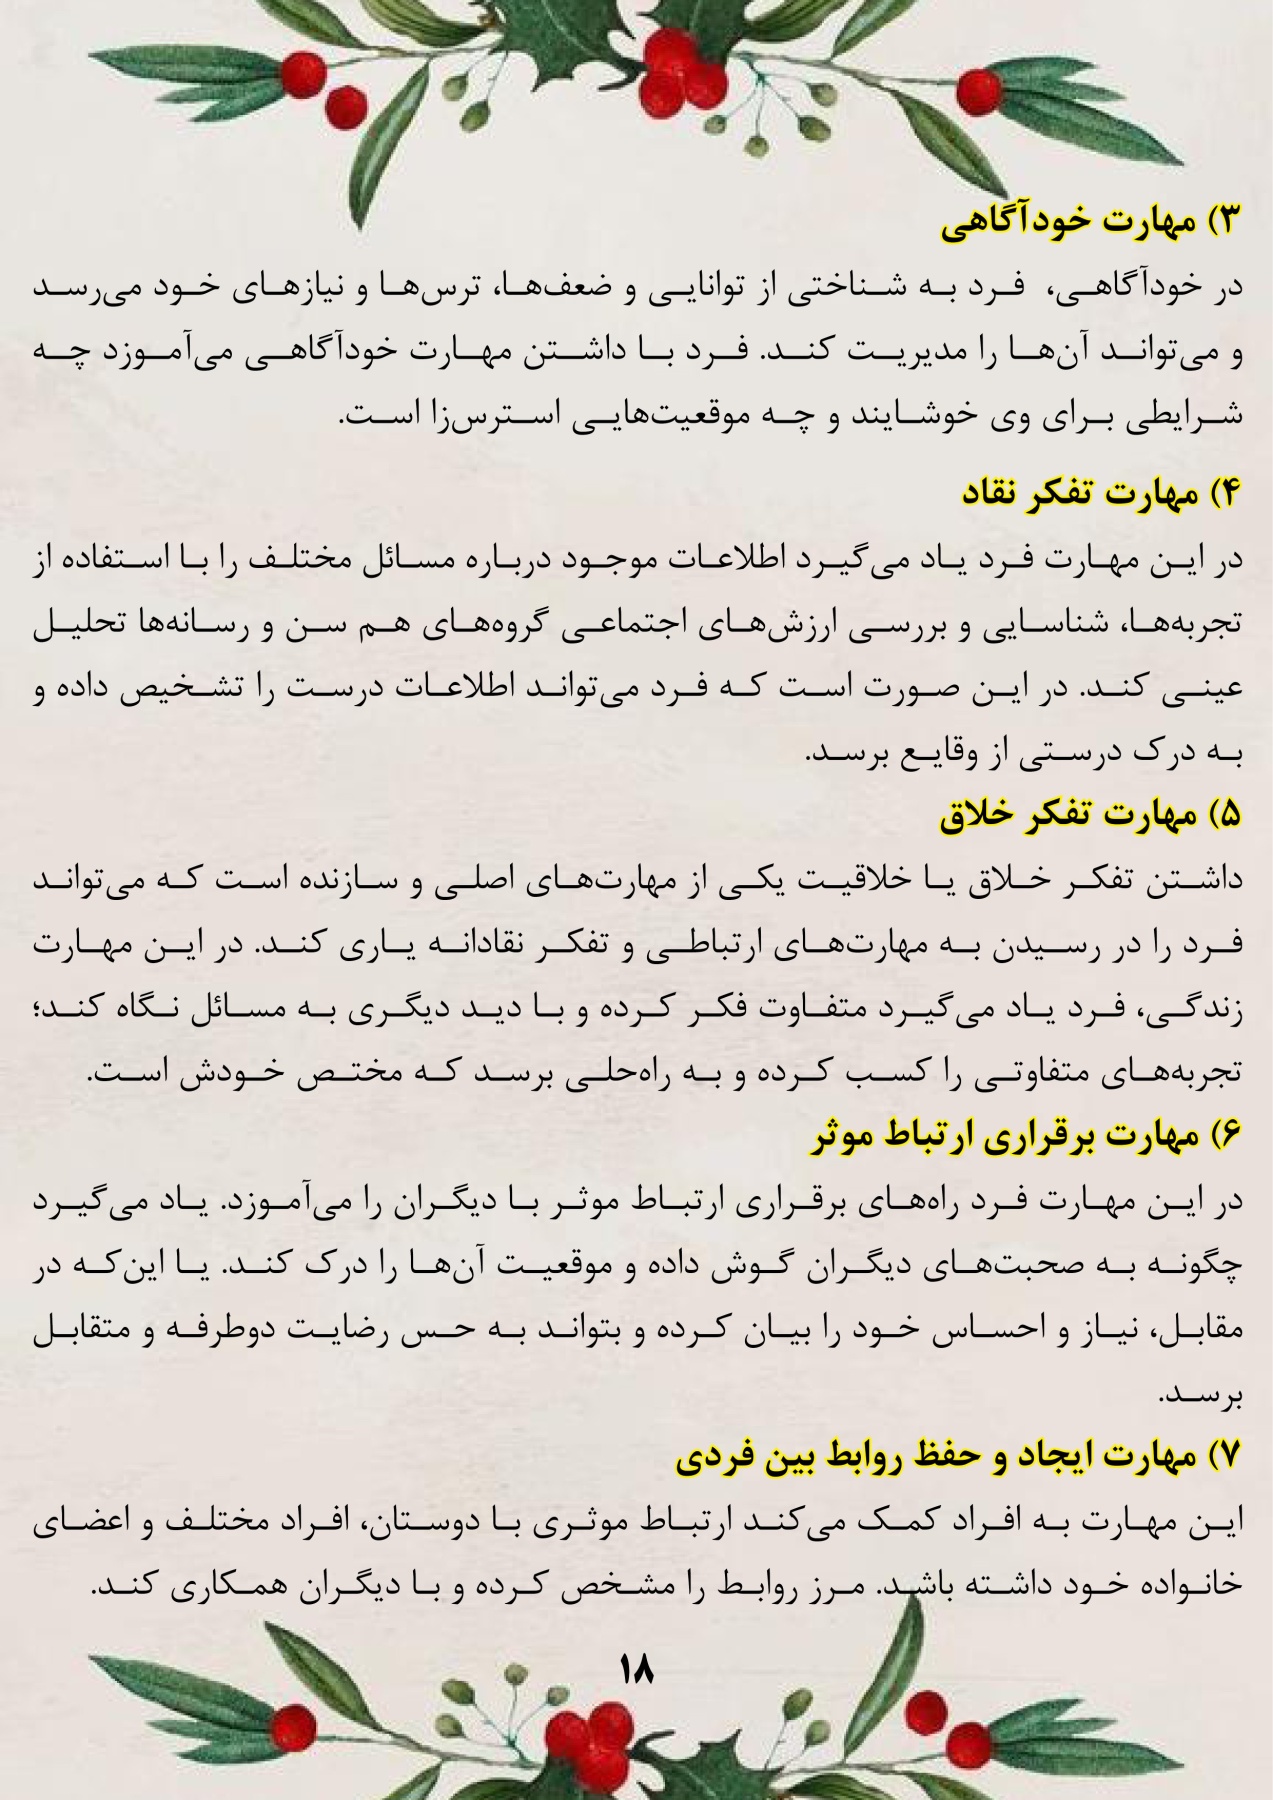 ۳) مهارت خودآگاهی
در خودآگاهی، فرد به شناختی از توانایی و ضعف‌ها، ترس‌ها و نیازهای خود می‌رسد
و می‌تواند آن‌ها را مدیریت کند. فرد با داشتن مهارت خودآگاهی می‌آموزد چه
شرایطی برای وی خوشایند و چه موقعیت‌هایی استرس‌زا است.
۴) مهارت تفکر نقاد
در این مهارت فرد یاد می‌گیرد اطلاعات موجود درباره مسائل مختلف را با استفاده از
تجربه‌ها، شناسایی و بررسی ارزش‌های اجتماعی گروه‌های هم سن و رسانه‌ها تحلیل
عینی کند. در این صورت است که فرد می‌تواند اطلاعات درست را تشخیص داده و
به درک درستی از وقایع برسد.
۵) مهارت تفکر خلاق
داشتن تفکر خلاق یا خلاقیت یکی از مهارت‌های اصلی و سازنده است که می‌تواند
فرد را در رسیدن به مهارت‌های ارتباطی و تفکر نقادانه یاری کند. در این مهارت
زندگی، فرد یاد می‌گیرد متفاوت فکر کرده و با دید دیگری به مسائل نگاه کند؛
تجربه‌های متفاوتی را کسب کرده و به راه‌حلی برسد که مختص خودش است.
۶) مهارت برقراری ارتباط موثر
در این مهارت فرد راه‌های برقراری ارتباط موثر با دیگران را می‌آموزد. یاد می‌گیرد
چگونه به صحبت‌های دیگران گوش داده و موقعیت آن‌ها را درک کند. یا این‌که در
مقابل، نیاز و احساس خود را بیان کرده و بتواند به حس رضایت دوطرفه و متقابل
برسد.
۷) مهارت ایجاد و حفظ روابط بین فردی
این مهارت به افراد کمک می‌کند ارتباط موثری با دوستان، افراد مختلف و اعضای
خانواده خود داشته باشد. مرز روابط را مشخص کرده و با دیگران همکاری کند.
۱۸